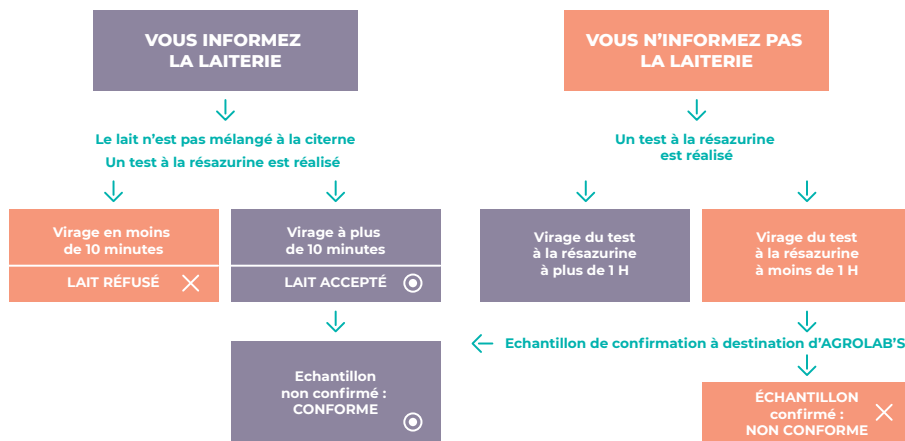 VOUS INFORMEZ
LA LAITERIE
Le lait n’est pas mélangé à la citerne
Un test à la résazurine est réalisé
Virage en moins
de 10 minutes
LAIT RÉFUSÉ
Virage à plus
de 10 minutes
LAIT ACCEPTÉ
Echantillon
non confirmé :
CONFORME
VOUS N’INFORMEZ PAS
LA LAITERIE
Un test à la résazurine
est réalisé
Virage du test
à la résazurine
à plus de 1 H
Virage du test
à la résazurine
à moins de 1 H
Echantillon de confirmation à destination d’AGROLAB’S
ÉCHANTILLON
confirmé :
NON CONFORME